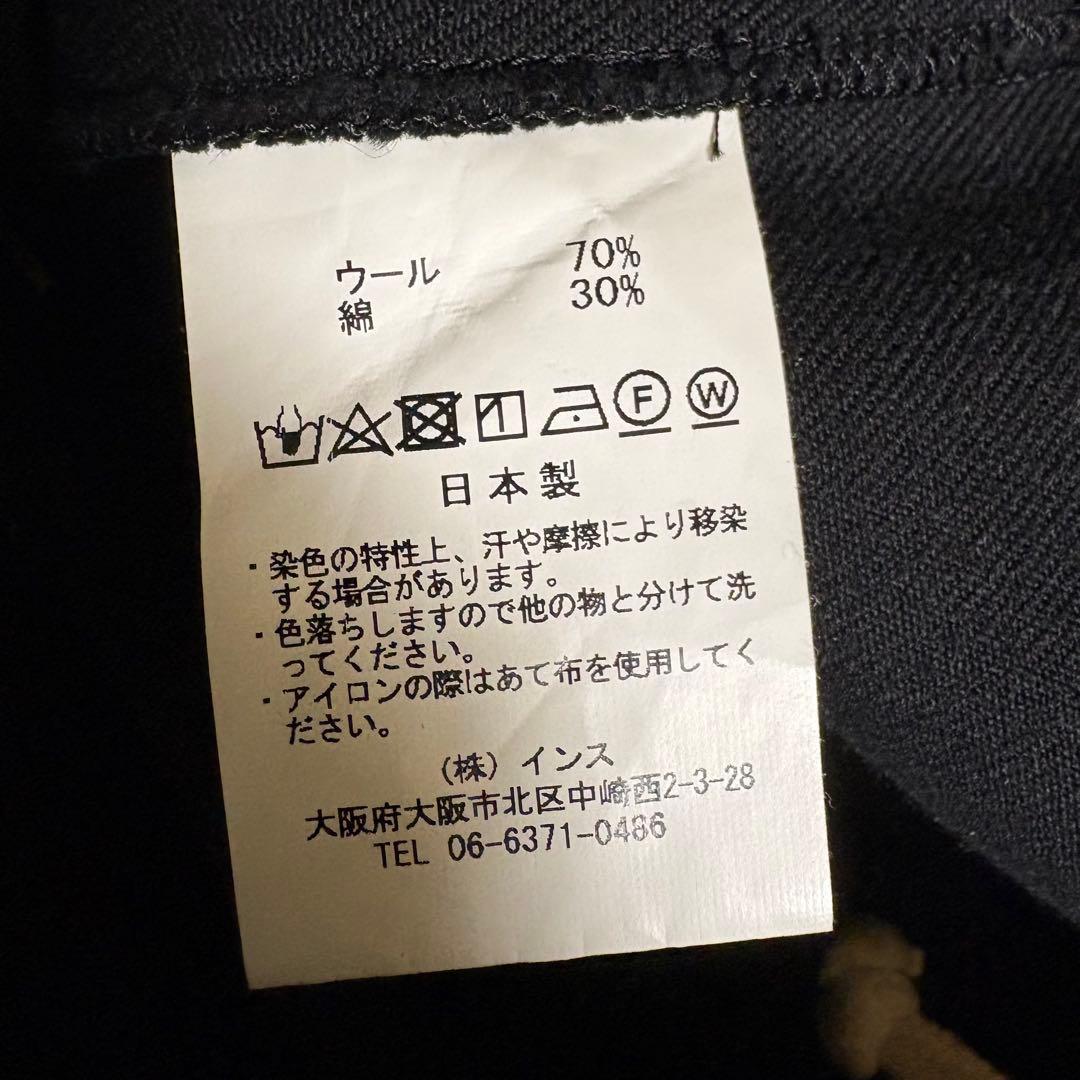 ウール 70%
綿 30%
F W
日本製
・染色の特性上、汗や摩擦により移染
する場合があります。
・色落ちしますので他の物と分けて洗
ってください。
・アイロンの際はあて布を使用してく
ださい。
(株) インス
大阪府大阪市北区中崎西2-3-28
TEL 06-6371-0486